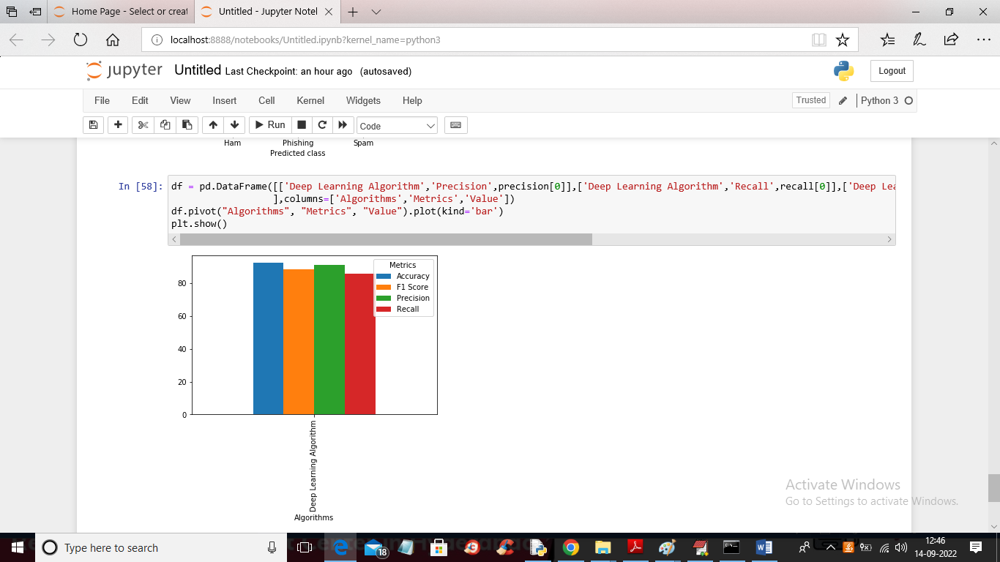 Home Page - Select or creat
Untitled - Jupyter Notel
localhost:8888/notebooks/Untitled.ipynb?kernel_name=python3
jupyter Untitled Last Checkpoint: an hour ago (autosaved)
Logout
File Edit View Insert Cell Kernel Widgets Help
Trusted Python 3
Run Code
Ham Phishing Spam
Predicted class
In [58]: df = pd.DataFrame([['Deep Learning Algorithm','Precision',precision[0]],['Deep Learning Algorithm','Recall',recall[0]],['Deep Lea
],columns=['Algorithms','Metrics','Value'])
df.pivot("Algorithms", "Metrics", "Value").plot(kind='bar')
plt.show()
Metrics
Accuracy
F1 Score
Precision
Recall
80
60
40
20
0
Deep Learning Algorithm
Algorithms
Activate Windows
Go to Settings to activate Windows.
Type here to search
18
12:46
14-09-2022